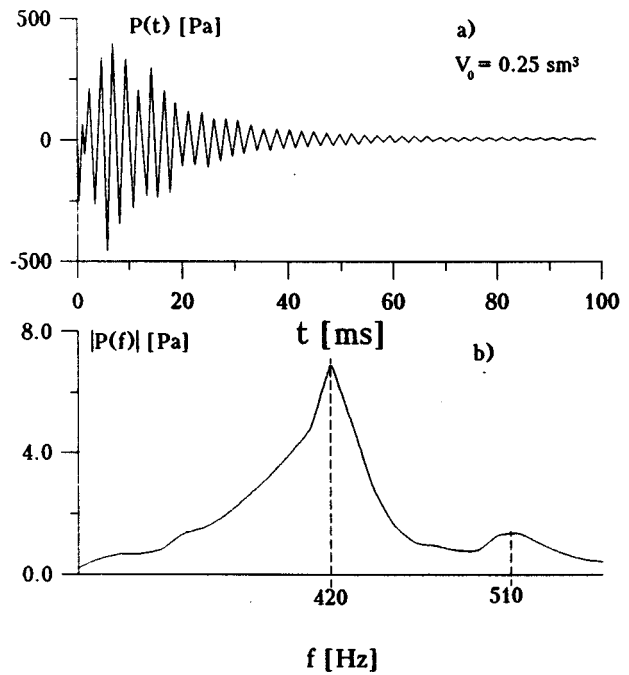 500
P(t) [Pa]
a)
V₀ = 0.25 sm³
0
-500
0 20 40 60 80 100
t [ms]
8.0
|P(f)| [Pa]
b)
4.0
0.0
420 510
f [Hz]